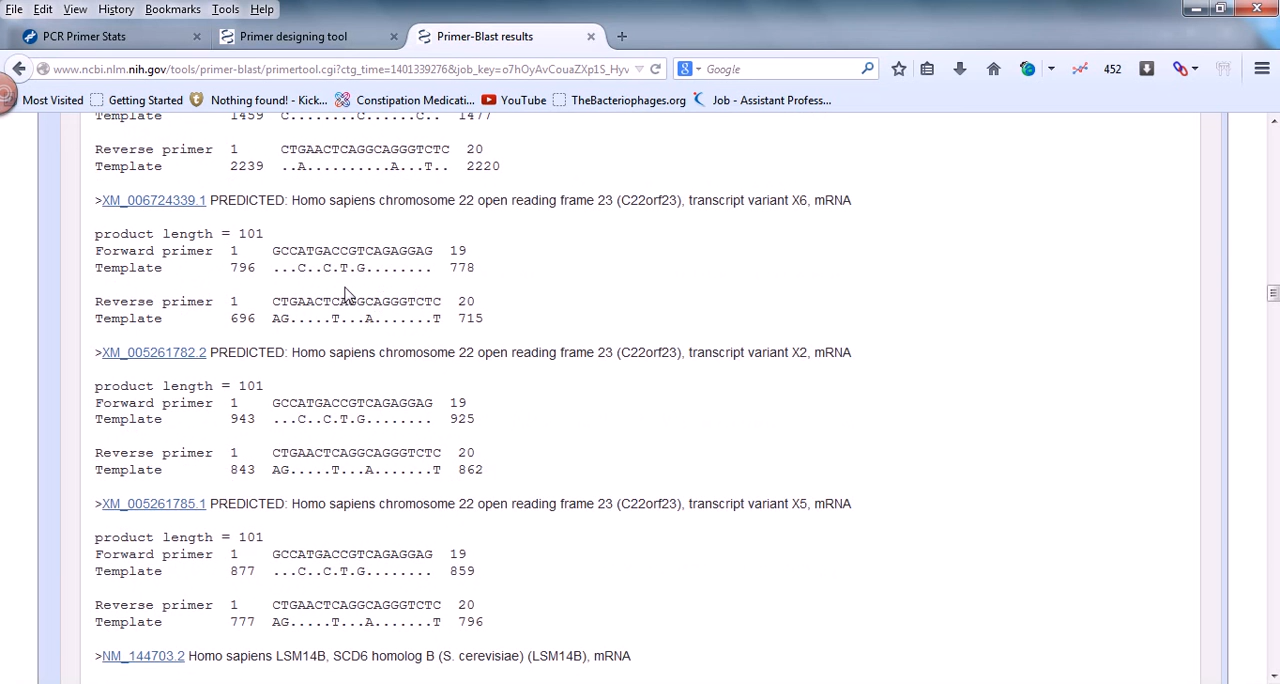 File Edit View History Bookmarks Tools Help
PCR Primer Stats × Primer designing tool × Primer-Blast results × +
www.ncbi.nlm.nih.gov/tools/primer-blast/primertool.cgi?ctg_time=1401339276&job_key=o7hOyAvCouaZXp1S_Hyv Google 452
Most Visited Getting Started Nothing found! - Kick... Constipation Medicati... YouTube TheBacteriophages.org Job - Assistant Profess...
Template 1459 C........C......C.. 1477
Reverse primer 1 CTGAACTCAGGCAGGGTCTC 20
Template 2239 ..A..........A...T.. 2220
>XM_006724339.1 PREDICTED: Homo sapiens chromosome 22 open reading frame 23 (C22orf23), transcript variant X6, mRNA
product length = 101
Forward primer 1 GCCATGACCGTCAGAGGAG 19
Template 796 ...C..C.T.G........ 778
Reverse primer 1 CTGAACTCAGGCAGGGTCTC 20
Template 696 AG.....T...A.......T 715
>XM_005261782.2 PREDICTED: Homo sapiens chromosome 22 open reading frame 23 (C22orf23), transcript variant X2, mRNA
product length = 101
Forward primer 1 GCCATGACCGTCAGAGGAG 19
Template 943 ...C..C.T.G........ 925
Reverse primer 1 CTGAACTCAGGCAGGGTCTC 20
Template 843 AG.....T...A.......T 862
>XM_005261785.1 PREDICTED: Homo sapiens chromosome 22 open reading frame 23 (C22orf23), transcript variant X5, mRNA
product length = 101
Forward primer 1 GCCATGACCGTCAGAGGAG 19
Template 877 ...C..C.T.G........ 859
Reverse primer 1 CTGAACTCAGGCAGGGTCTC 20
Template 777 AG.....T...A.......T 796
>NM_144703.2 Homo sapiens LSM14B, SCD6 homolog B (S. cerevisiae) (LSM14B), mRNA